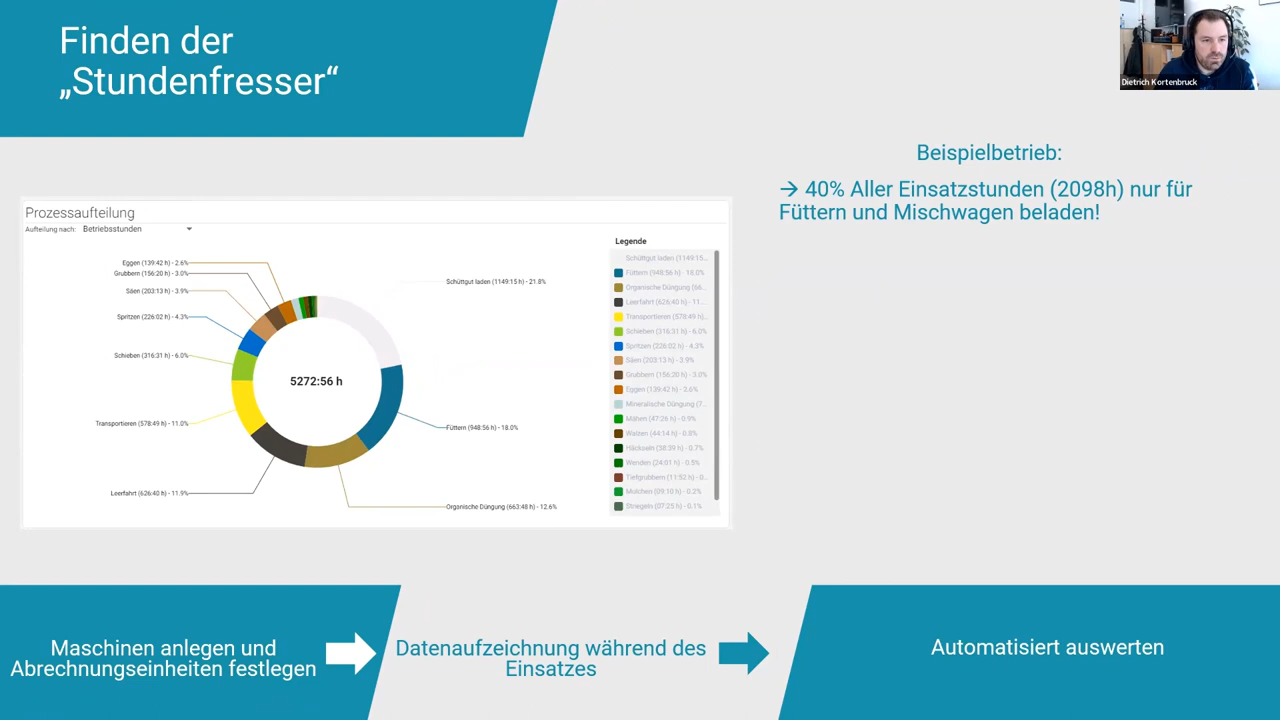 Finden der
„Stundenfresser“
Dietrich Kortenbruck
Beispielbetrieb:
→ 40% Aller Einsatzstunden (2098h) nur für
Füttern und Mischwagen beladen!
Prozessaufteilung
Aufteilung nach: Betriebsstunden
Eggen (139:42 h) - 2.6%
Grubbern (156:20 h) - 3.0%
Säen (203:13 h) - 3.9%
Spritzen (226:02 h) - 4.3%
Schieben (316:31 h) - 6.0%
Transportieren (578:49 h) - 11.0%
Leerfahrt (626:40 h) - 11.9%
5272:56 h
Schüttgut laden (1149:15 h) - 21.8%
Füttern (948:56 h) - 18.0%
Organische Düngung (663:48 h) - 12.6%
Legende
Schüttgut laden (1149:15...
Füttern (948:56 h) - 18.0%
Organische Düngung (66...
Leerfahrt (626:40 h) - 11...
Transportieren (578:49 h)...
Schieben (316:31 h) - 6.0%
Spritzen (226:02 h) - 4.3%
Säen (203:13 h) - 3.9%
Grubbern (156:20 h) - 3.0%
Eggen (139:42 h) - 2.6%
Mineralische Düngung (7...
Mähen (47:26 h) - 0.9%
Walzen (44:14 h) - 0.8%
Häckseln (38:39 h) - 0.7%
Wenden (24:01 h) - 0.5%
Tiefgrubbern (11:52 h) - 0...
Mulchen (09:10 h) - 0.2%
Striegeln (07:25 h) - 0.1%
Maschinen anlegen und
Abrechnungseinheiten festlegen
Datenaufzeichnung während des
Einsatzes
Automatisiert auswerten